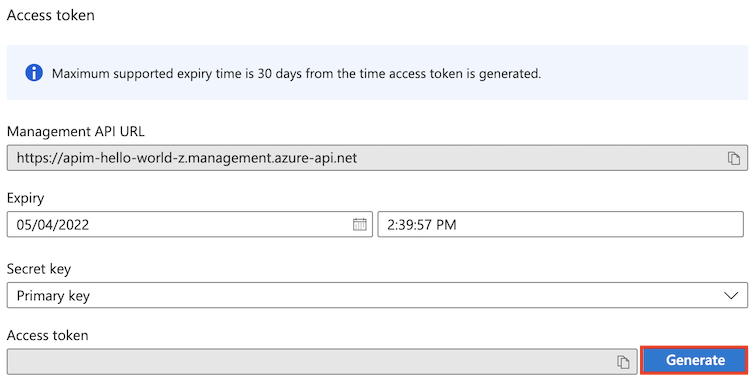 Access token
Maximum supported expiry time is 30 days from the time access token is generated.
Management API URL
https://apim-hello-world-z.management.azure-api.net
Expiry
05/04/2022
2:39:57 PM
Secret key
Primary key
Access token
Generate